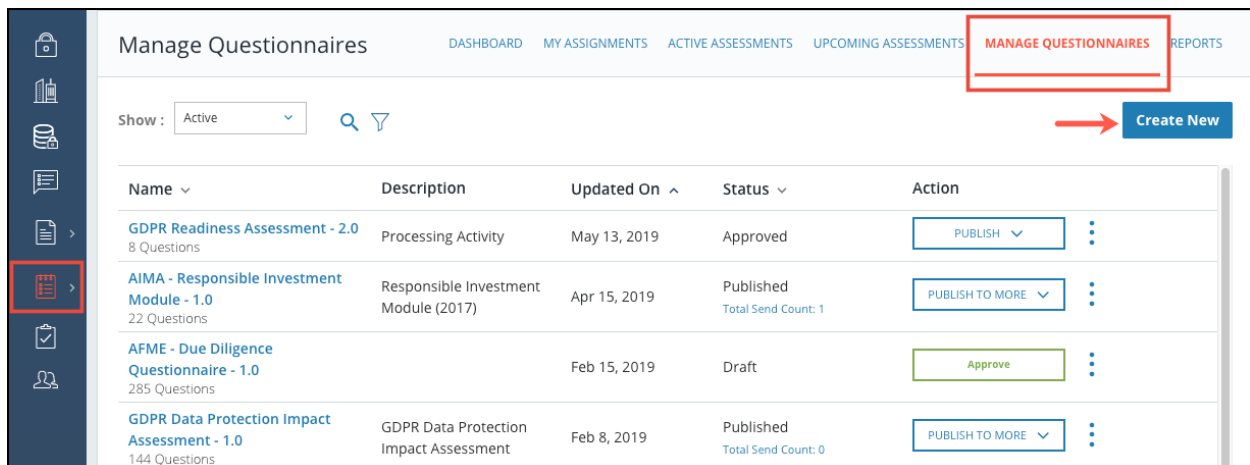 Manage Questionnaires
DASHBOARD MY ASSIGNMENTS ACTIVE ASSESSMENTS UPCOMING ASSESSMENTS MANAGE QUESTIONNAIRES REPORTS
Show : Active
Create New
Name Description Updated On Status Action
GDPR Readiness Assessment - 2.0
8 Questions
Processing Activity
May 13, 2019
Approved
PUBLISH
AIMA - Responsible Investment
Module - 1.0
22 Questions
Responsible Investment
Module (2017)
Apr 15, 2019
Published
Total Send Count: 1
PUBLISH TO MORE
AFME - Due Diligence
Questionnaire - 1.0
285 Questions
Feb 15, 2019
Draft
Approve
GDPR Data Protection Impact
Assessment - 1.0
144 Questions
GDPR Data Protection
Impact Assessment
Feb 8, 2019
Published
Total Send Count: 0
PUBLISH TO MORE